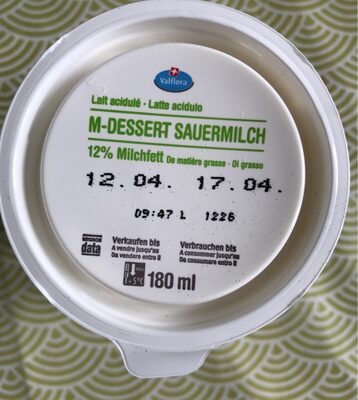 Valflora
Lait acidulé · Latte acidulo
M-DESSERT SAUERMILCH
12% Milchfett De matière grasse · Di grasso
12.04. 17.04.
09:47 L 1226
MIGROS data
Verkaufen bis
A vendre jusqu'au
Da vendere entro il
Verbrauchen bis
A consommer jusqu'au
Da consumare entro il
180 ml